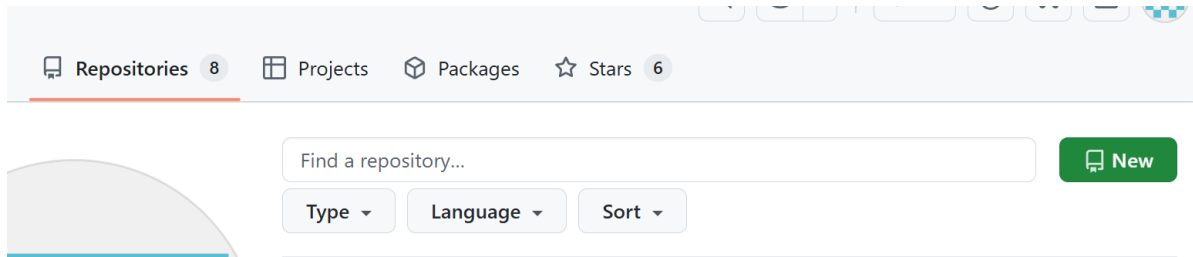 Repositories 8 Projects Packages Stars 6
Find a repository... New
Type Language Sort